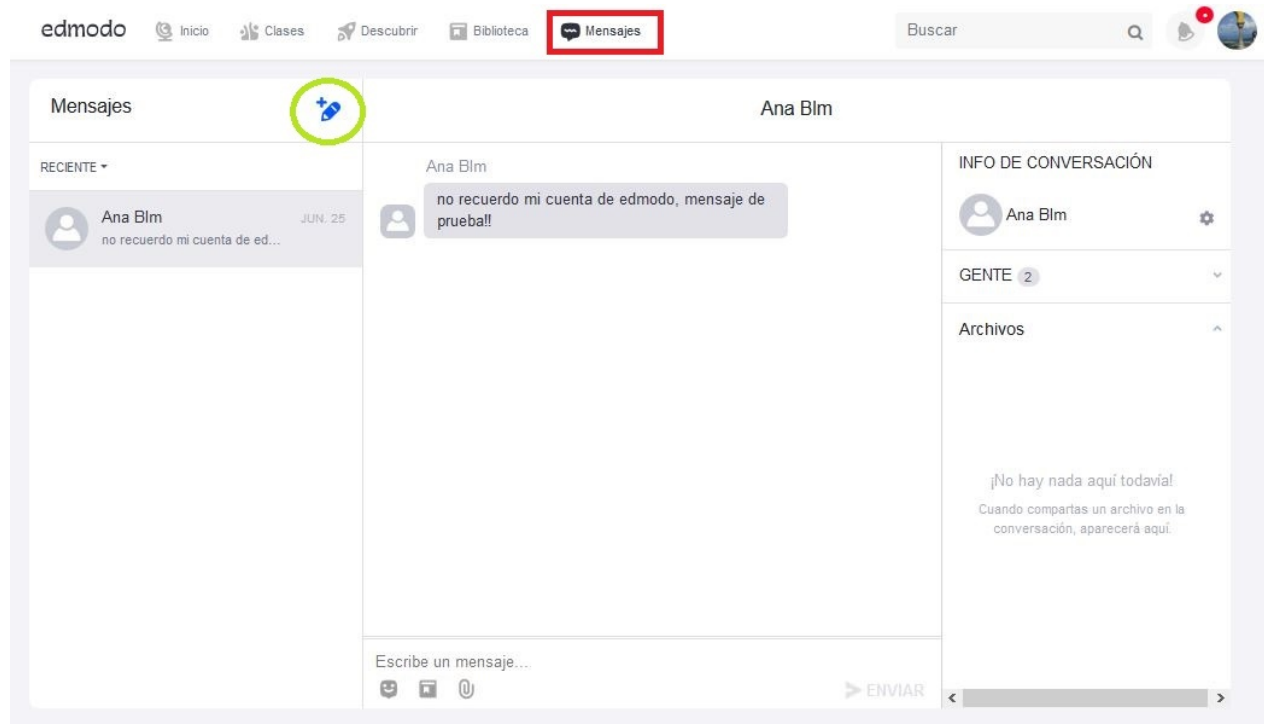 edmodo Inicio Clases Descubrir Biblioteca Mensajes Buscar
Mensajes
Ana Blm
RECIENTE
Ana Blm JUN. 25
no recuerdo mi cuenta de ed...
Ana Blm
no recuerdo mi cuenta de edmodo, mensaje de
prueba!!
INFO DE CONVERSACIÓN
Ana Blm
GENTE 2
Archivos
¡No hay nada aquí todavía!
Cuando compartas un archivo en la
conversación, aparecerá aquí.
Escribe un mensaje...
ENVIAR